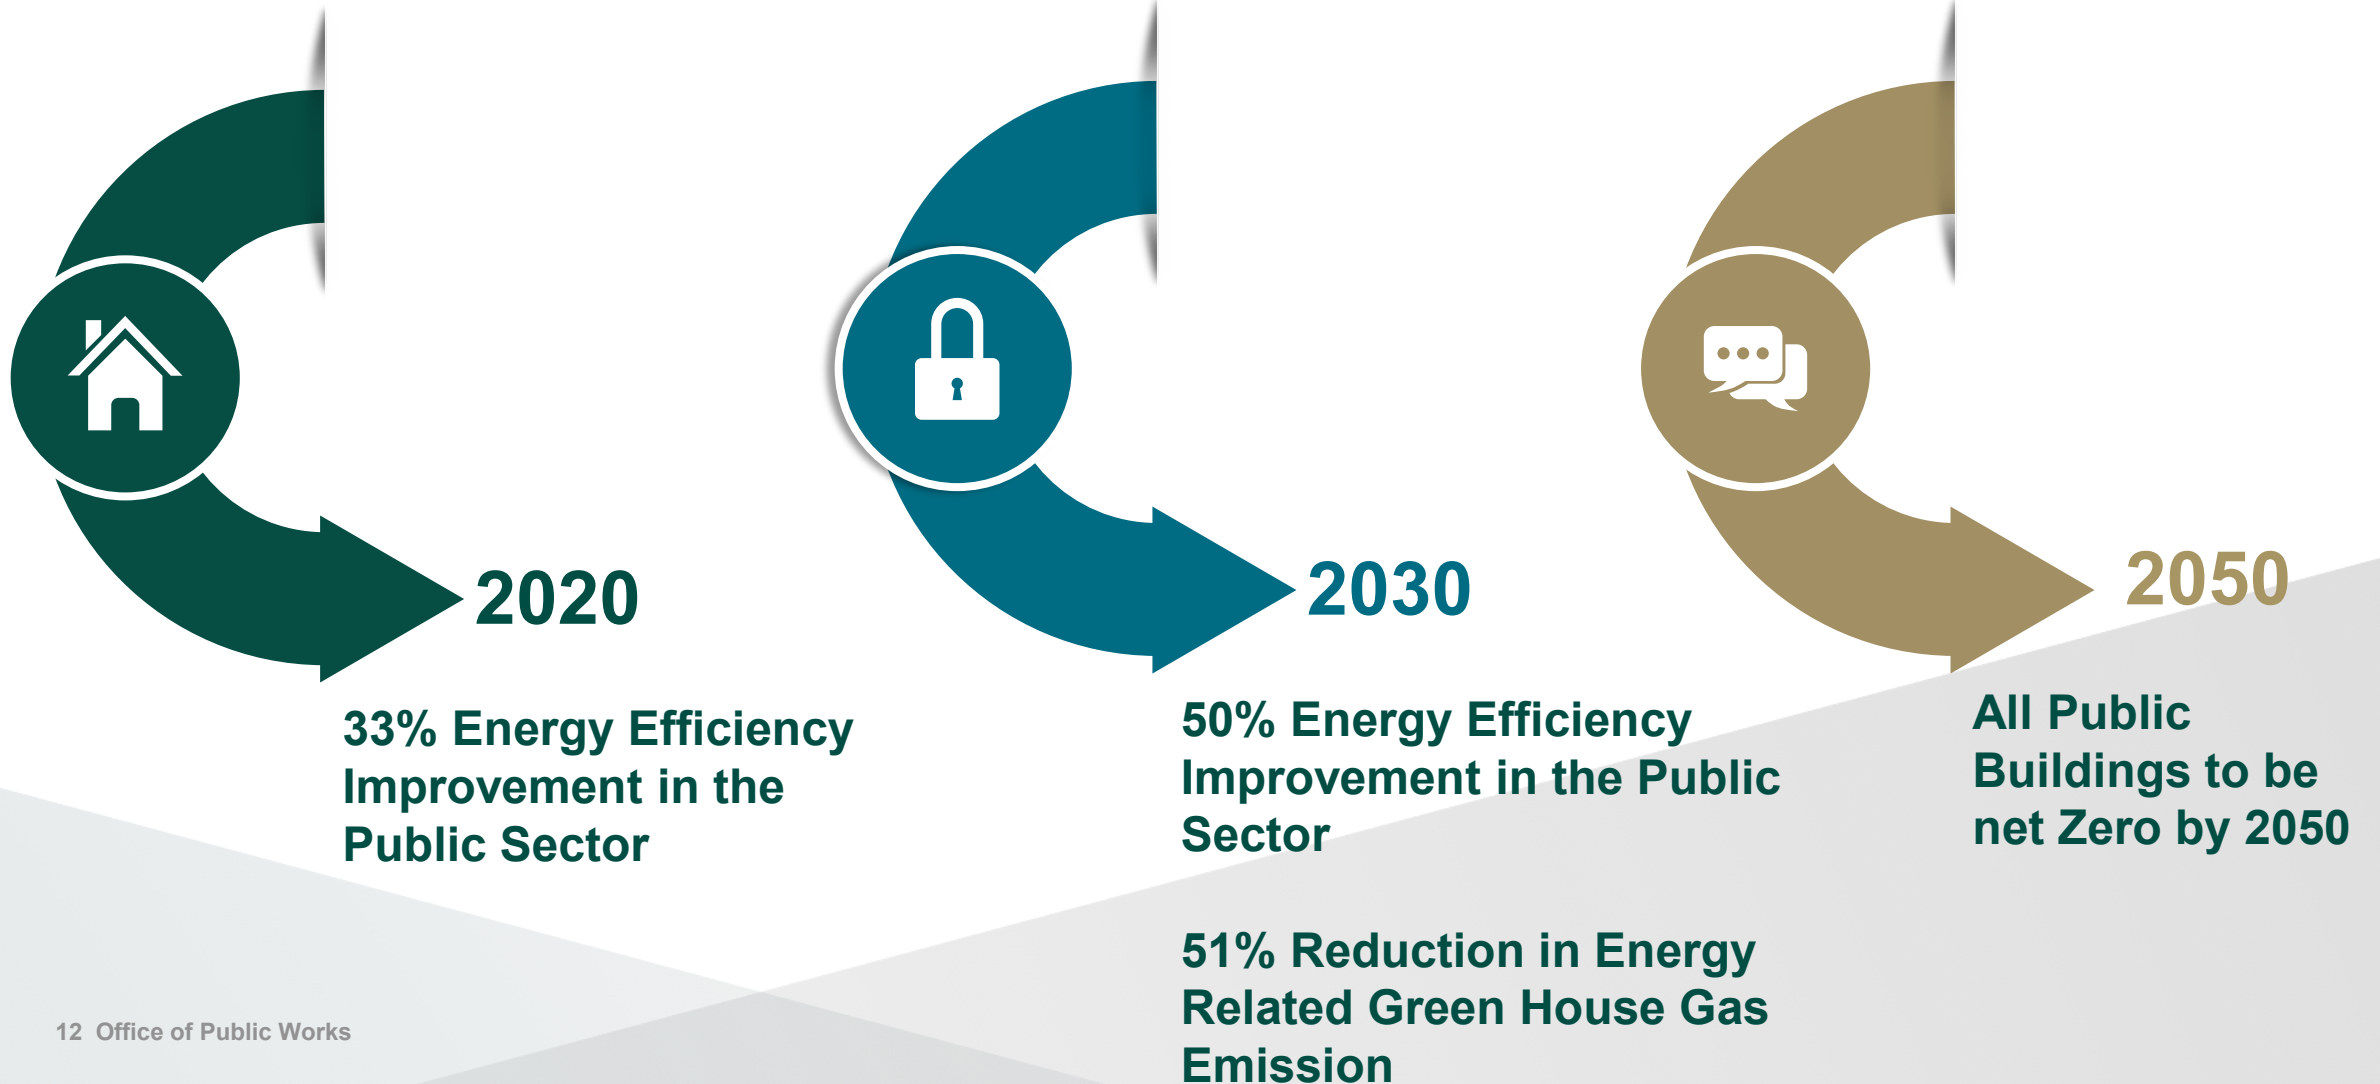 2020
33% Energy Efficiency
Improvement in the
Public Sector
2030
50% Energy Efficiency
Improvement in the Public
Sector
51% Reduction in Energy
Related Green House Gas
Emission
2050
All Public
Buildings to be
net Zero by 2050
12 Office of Public Works